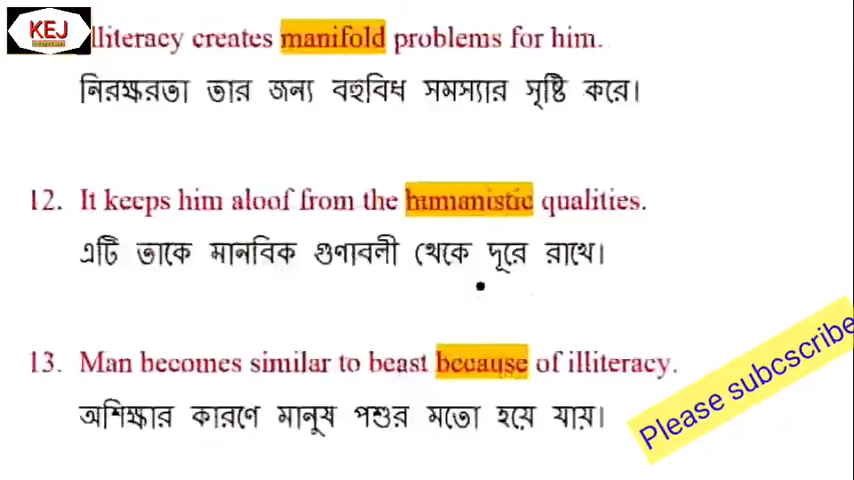 KEJ
Illiteracy creates manifold problems for him.
নিরক্ষরতা তার জন্য বহুবিধ সমস্যার সৃষ্টি করে।
12. It keeps him aloof from the humanistic qualities.
এটি তাকে মানবিক গুণাবলী থেকে দূরে রাখে।
13. Man becomes similar to beast because of illiteracy.
অশিক্ষার কারণে মানুষ পশুর মতো হয়ে যায়।
Please subcscribe